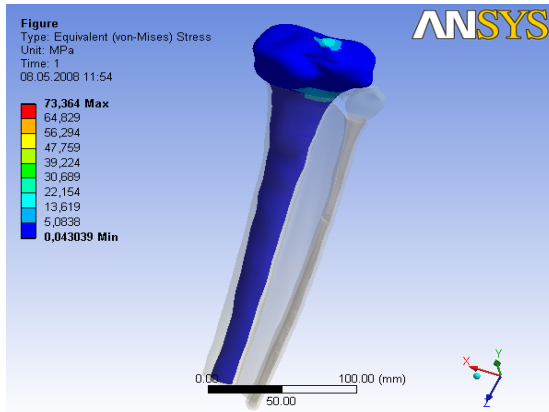 Figure
Type: Equivalent (von-Mises) Stress
Unit: MPa
Time: 1
08.05.2008 11:54
ANSYS
73,364 Max
64,829
56,294
47,759
39,224
30,689
22,154
13,619
5,0838
0,043039 Min
0.00
100.00 (mm)
50.00
X
Y
Z